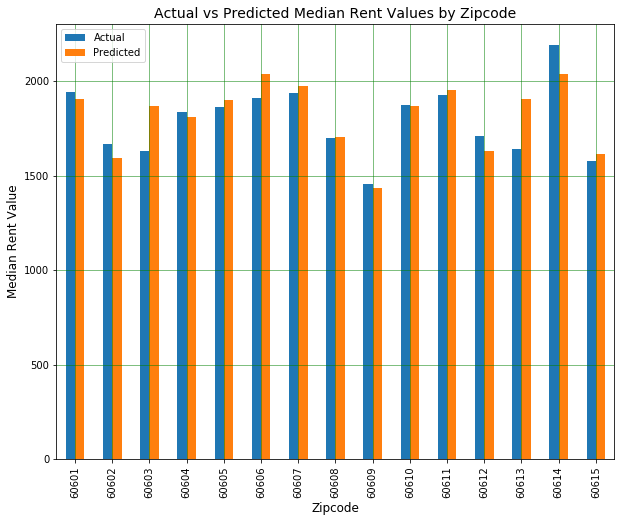 Actual vs Predicted Median Rent Values by Zipcode
Actual
Predicted
Median Rent Value
2000
1500
1000
500
0
60601 60602 60603 60604 60605 60606 60607 60608 60609 60610 60611 60612 60613 60614 60615
Zipcode